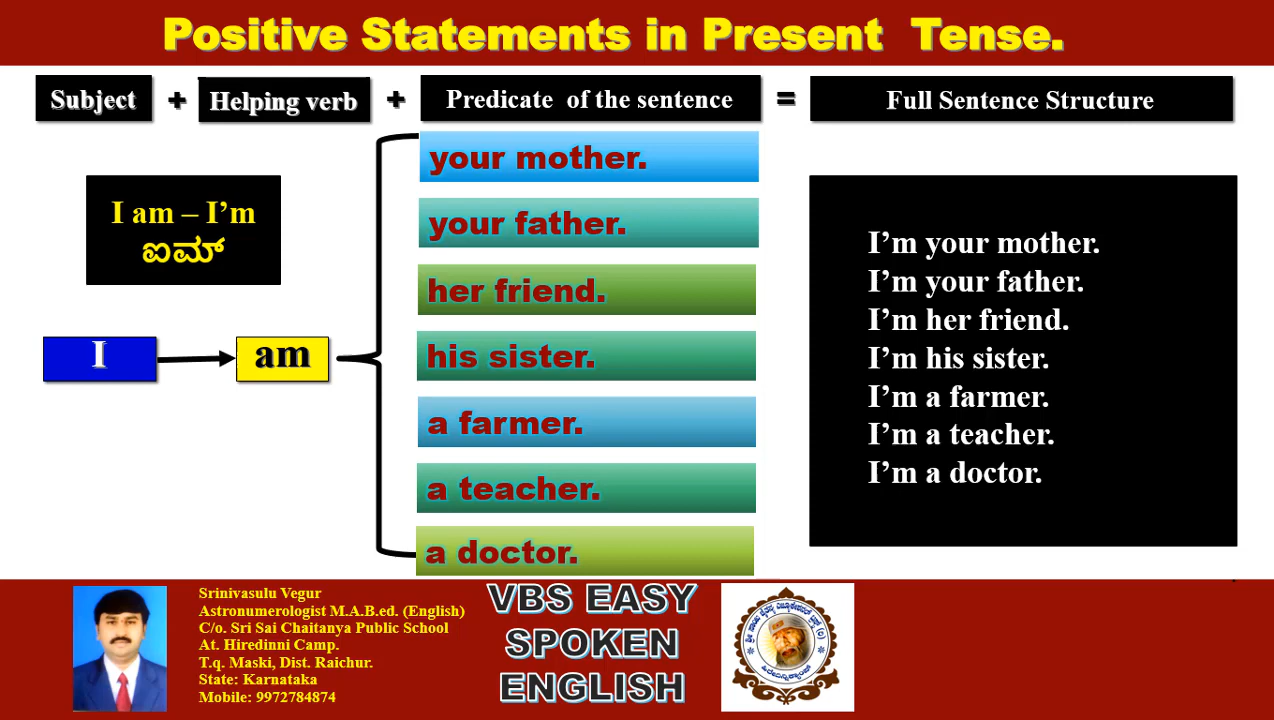 Positive Statements in Present Tense.
Subject + Helping verb + Predicate of the sentence = Full Sentence Structure
I am – I’m
ಐಮ್
I
am
your mother.
your father.
her friend.
his sister.
a farmer.
a teacher.
a doctor.
I’m your mother.
I’m your father.
I’m her friend.
I’m his sister.
I’m a farmer.
I’m a teacher.
I’m a doctor.
Srinivasulu Vegur
Astronumerologist M.A.B.ed. (English)
C/o. Sri Sai Chaitanya Public School
At. Hiredinni Camp.
T.q. Maski, Dist. Raichur.
State: Karnataka
Mobile: 9972784874
VBS EASY
SPOKEN
ENGLISH